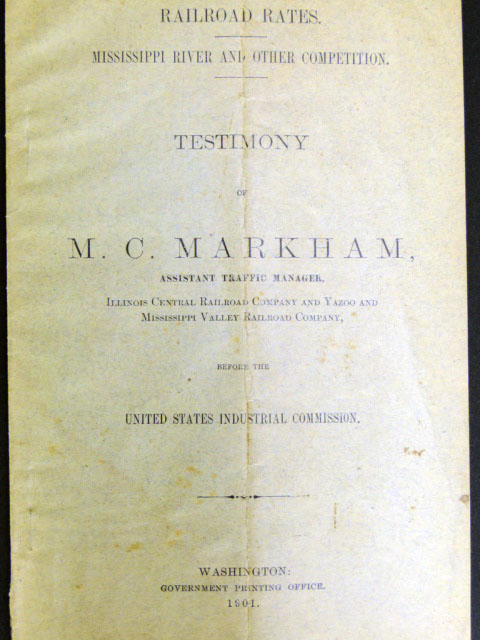 RAILROAD RATES.
MISSISSIPPI RIVER AND OTHER COMPETITION.
TESTIMONY
OF
M. C. MARKHAM,
ASSISTANT TRAFFIC MANAGER,
ILLINOIS CENTRAL RAILROAD COMPANY AND YAZOO AND
MISSISSIPPI VALLEY RAILROAD COMPANY,
BEFORE THE
UNITED STATES INDUSTRIAL COMMISSION.
WASHINGTON:
GOVERNMENT PRINTING OFFICE.
1901.